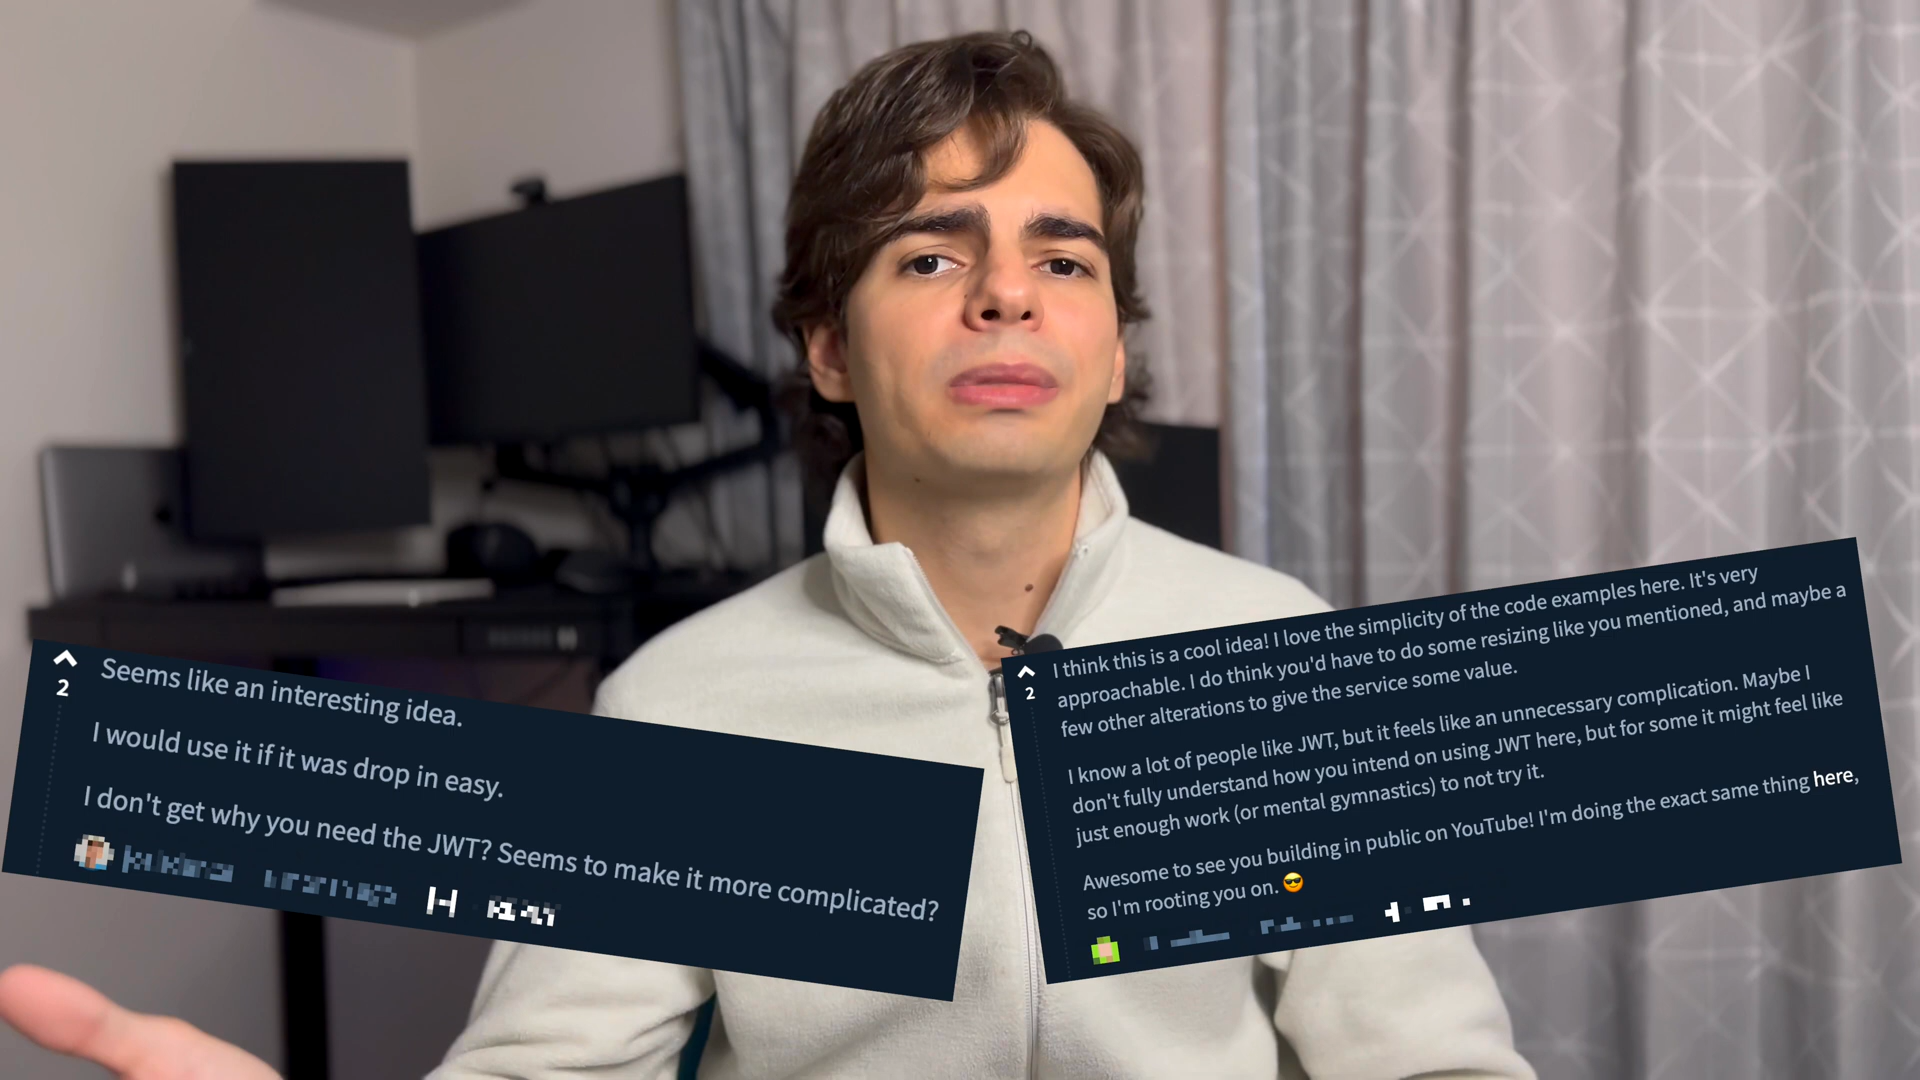 2
Seems like an interesting idea.
I would use it if it was drop in easy.
I don't get why you need the JWT? Seems to make it more complicated?
2
I think this is a cool idea! I love the simplicity of the code examples here. It's very
approachable. I do think you'd have to do some resizing like you mentioned, and maybe a
few other alterations to give the service some value.
I know a lot of people like JWT, but it feels like an unnecessary complication. Maybe I
don't fully understand how you intend on using JWT here, but for some it might feel like
just enough work (or mental gymnastics) to not try it.
Awesome to see you building in public on YouTube! I'm doing the exact same thing here,
so I'm rooting you on. 😎